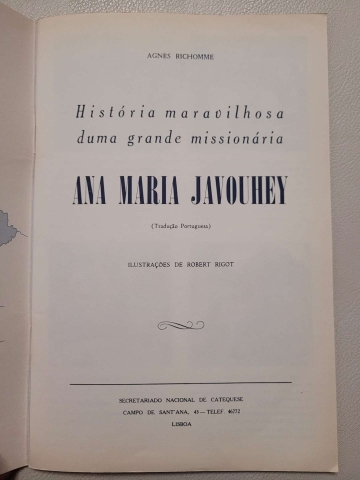 AGNES RICHOMME
História maravilhosa
duma grande missionária
ANA MARIA JAVOUHEY
(Tradução Portuguesa)
ILUSTRAÇÕES DE ROBERT RIGOT
SECRETARIADO NACIONAL DE CATEQUESE
CAMPO DE SANT'ANA, 43 — TELEF.
LISBOA